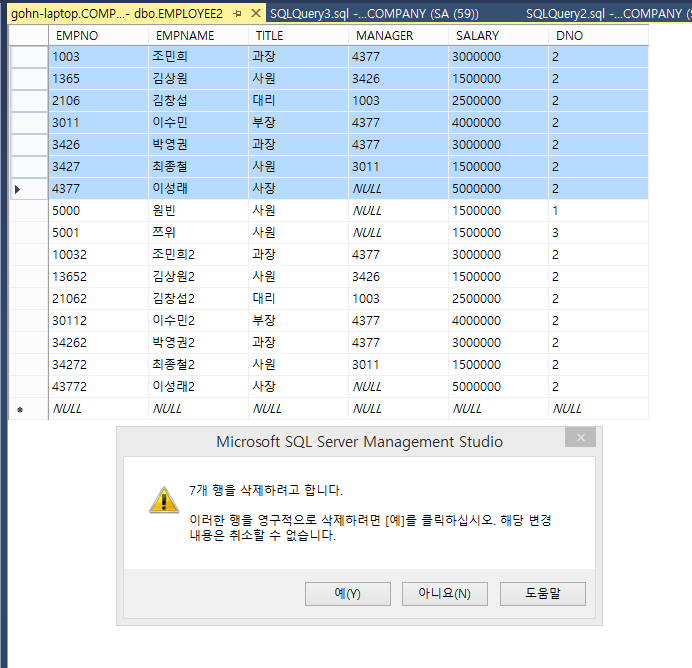 gohn-laptop.COMP...- dbo.EMPLOYEE2 SQLQuery3.sql -...COMPANY (SA (59)) SQLQuery2.sql -...COMPANY (S
EMPNO EMPNAME TITLE MANAGER SALARY DNO
1003 조민희 과장 4377 3000000 2
1365 김상원 사원 3426 1500000 2
2106 김창섭 대리 1003 2500000 2
3011 이수민 부장 4377 4000000 2
3426 박영권 과장 4377 3000000 2
3427 최종철 사원 3011 1500000 2
4377 이성래 사장 NULL 5000000 2
5000 원빈 사원 NULL 1500000 1
5001 쯔위 사원 NULL 1500000 3
10032 조민희2 과장 4377 3000000 2
13652 김상원2 사원 3426 1500000 2
21062 김창섭2 대리 1003 2500000 2
30112 이수민2 부장 4377 4000000 2
34262 박영권2 과장 4377 3000000 2
34272 최종철2 사원 3011 1500000 2
43772 이성래2 사장 NULL 5000000 2
NULL NULL NULL NULL NULL NULL
Microsoft SQL Server Management Studio
7개 행을 삭제하려고 합니다.
이러한 행을 영구적으로 삭제하려면 [예]를 클릭하십시오. 해당 변경
내용은 취소할 수 없습니다.
예(Y) 아니요(N) 도움말